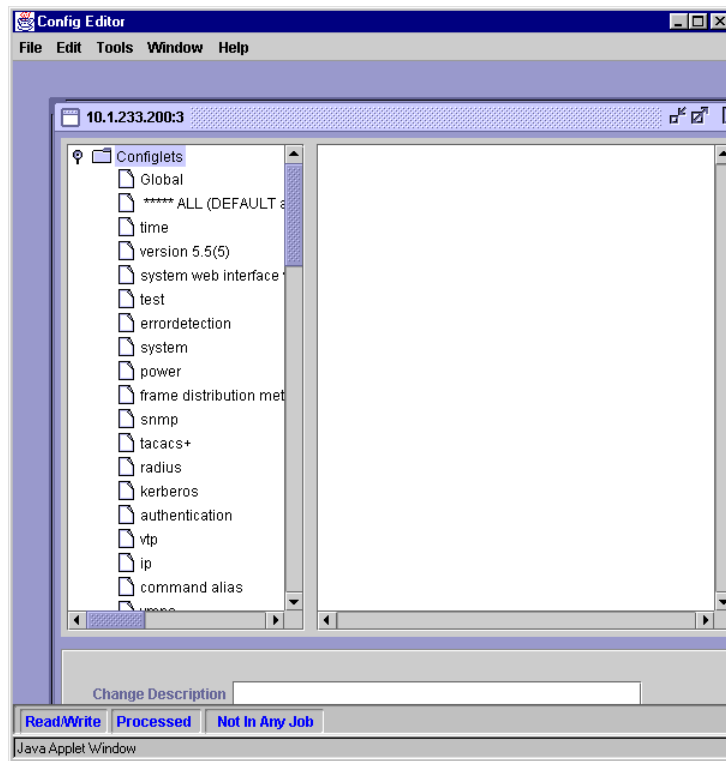 Config Editor
File Edit Tools Window Help
10.1.233.200:3
Configlets
Global
***** ALL (DEFAULT a
time
version 5.5(5)
system web interface
test
errordetection
system
power
frame distribution met
snmp
tacacs+
radius
kerberos
authentication
vtp
ip
command alias
Change Description
Read/Write Processed Not In Any Job
Java Applet Window